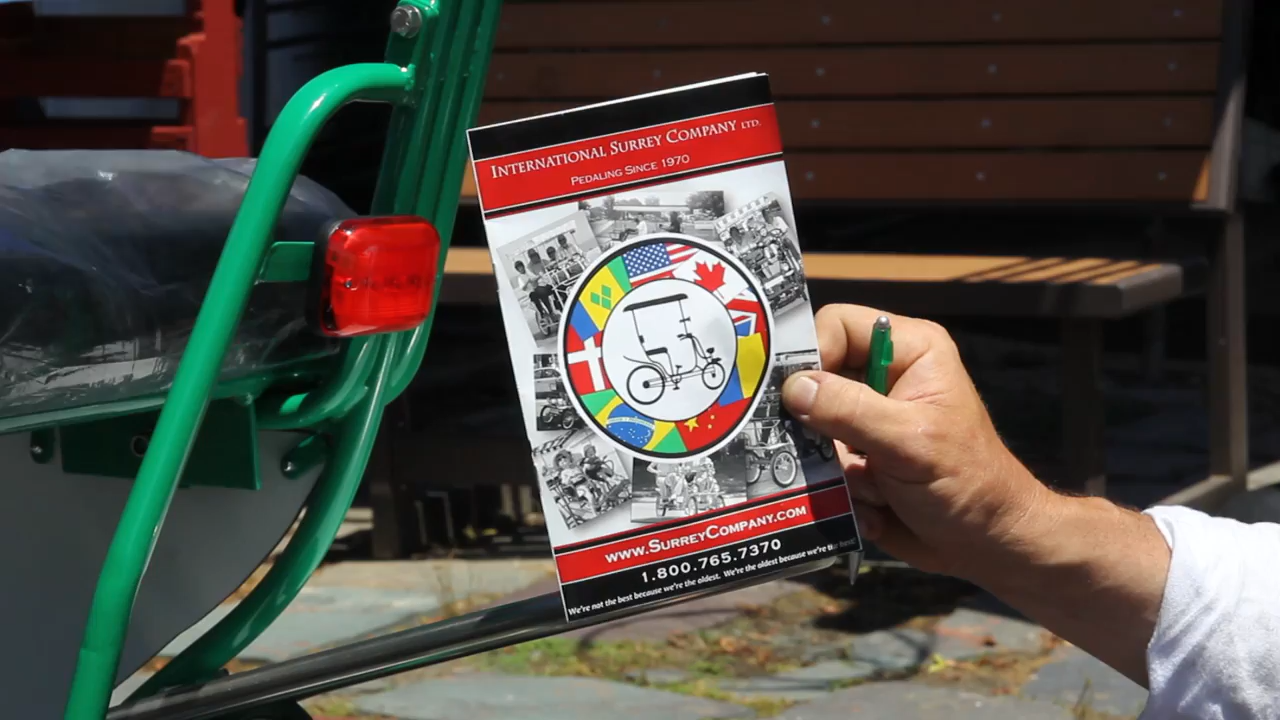 INTERNATIONAL SURREY COMPANY LTD.
PEDALING SINCE 1970
WWW.SURREYCOMPANY.COM
1.800.765.7370
We're not the best because we're the oldest. We're the oldest because we're the best!